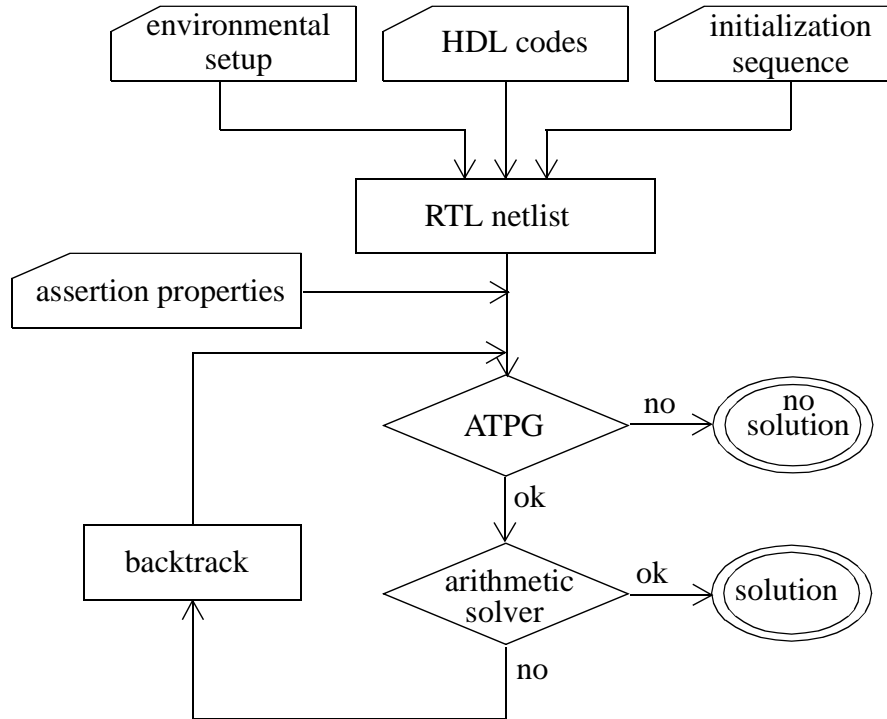 environmental
setup
HDL codes
initialization
sequence
RTL netlist
assertion properties
ATPG
no
no
solution
ok
backtrack
arithmetic
solver
ok
solution
no